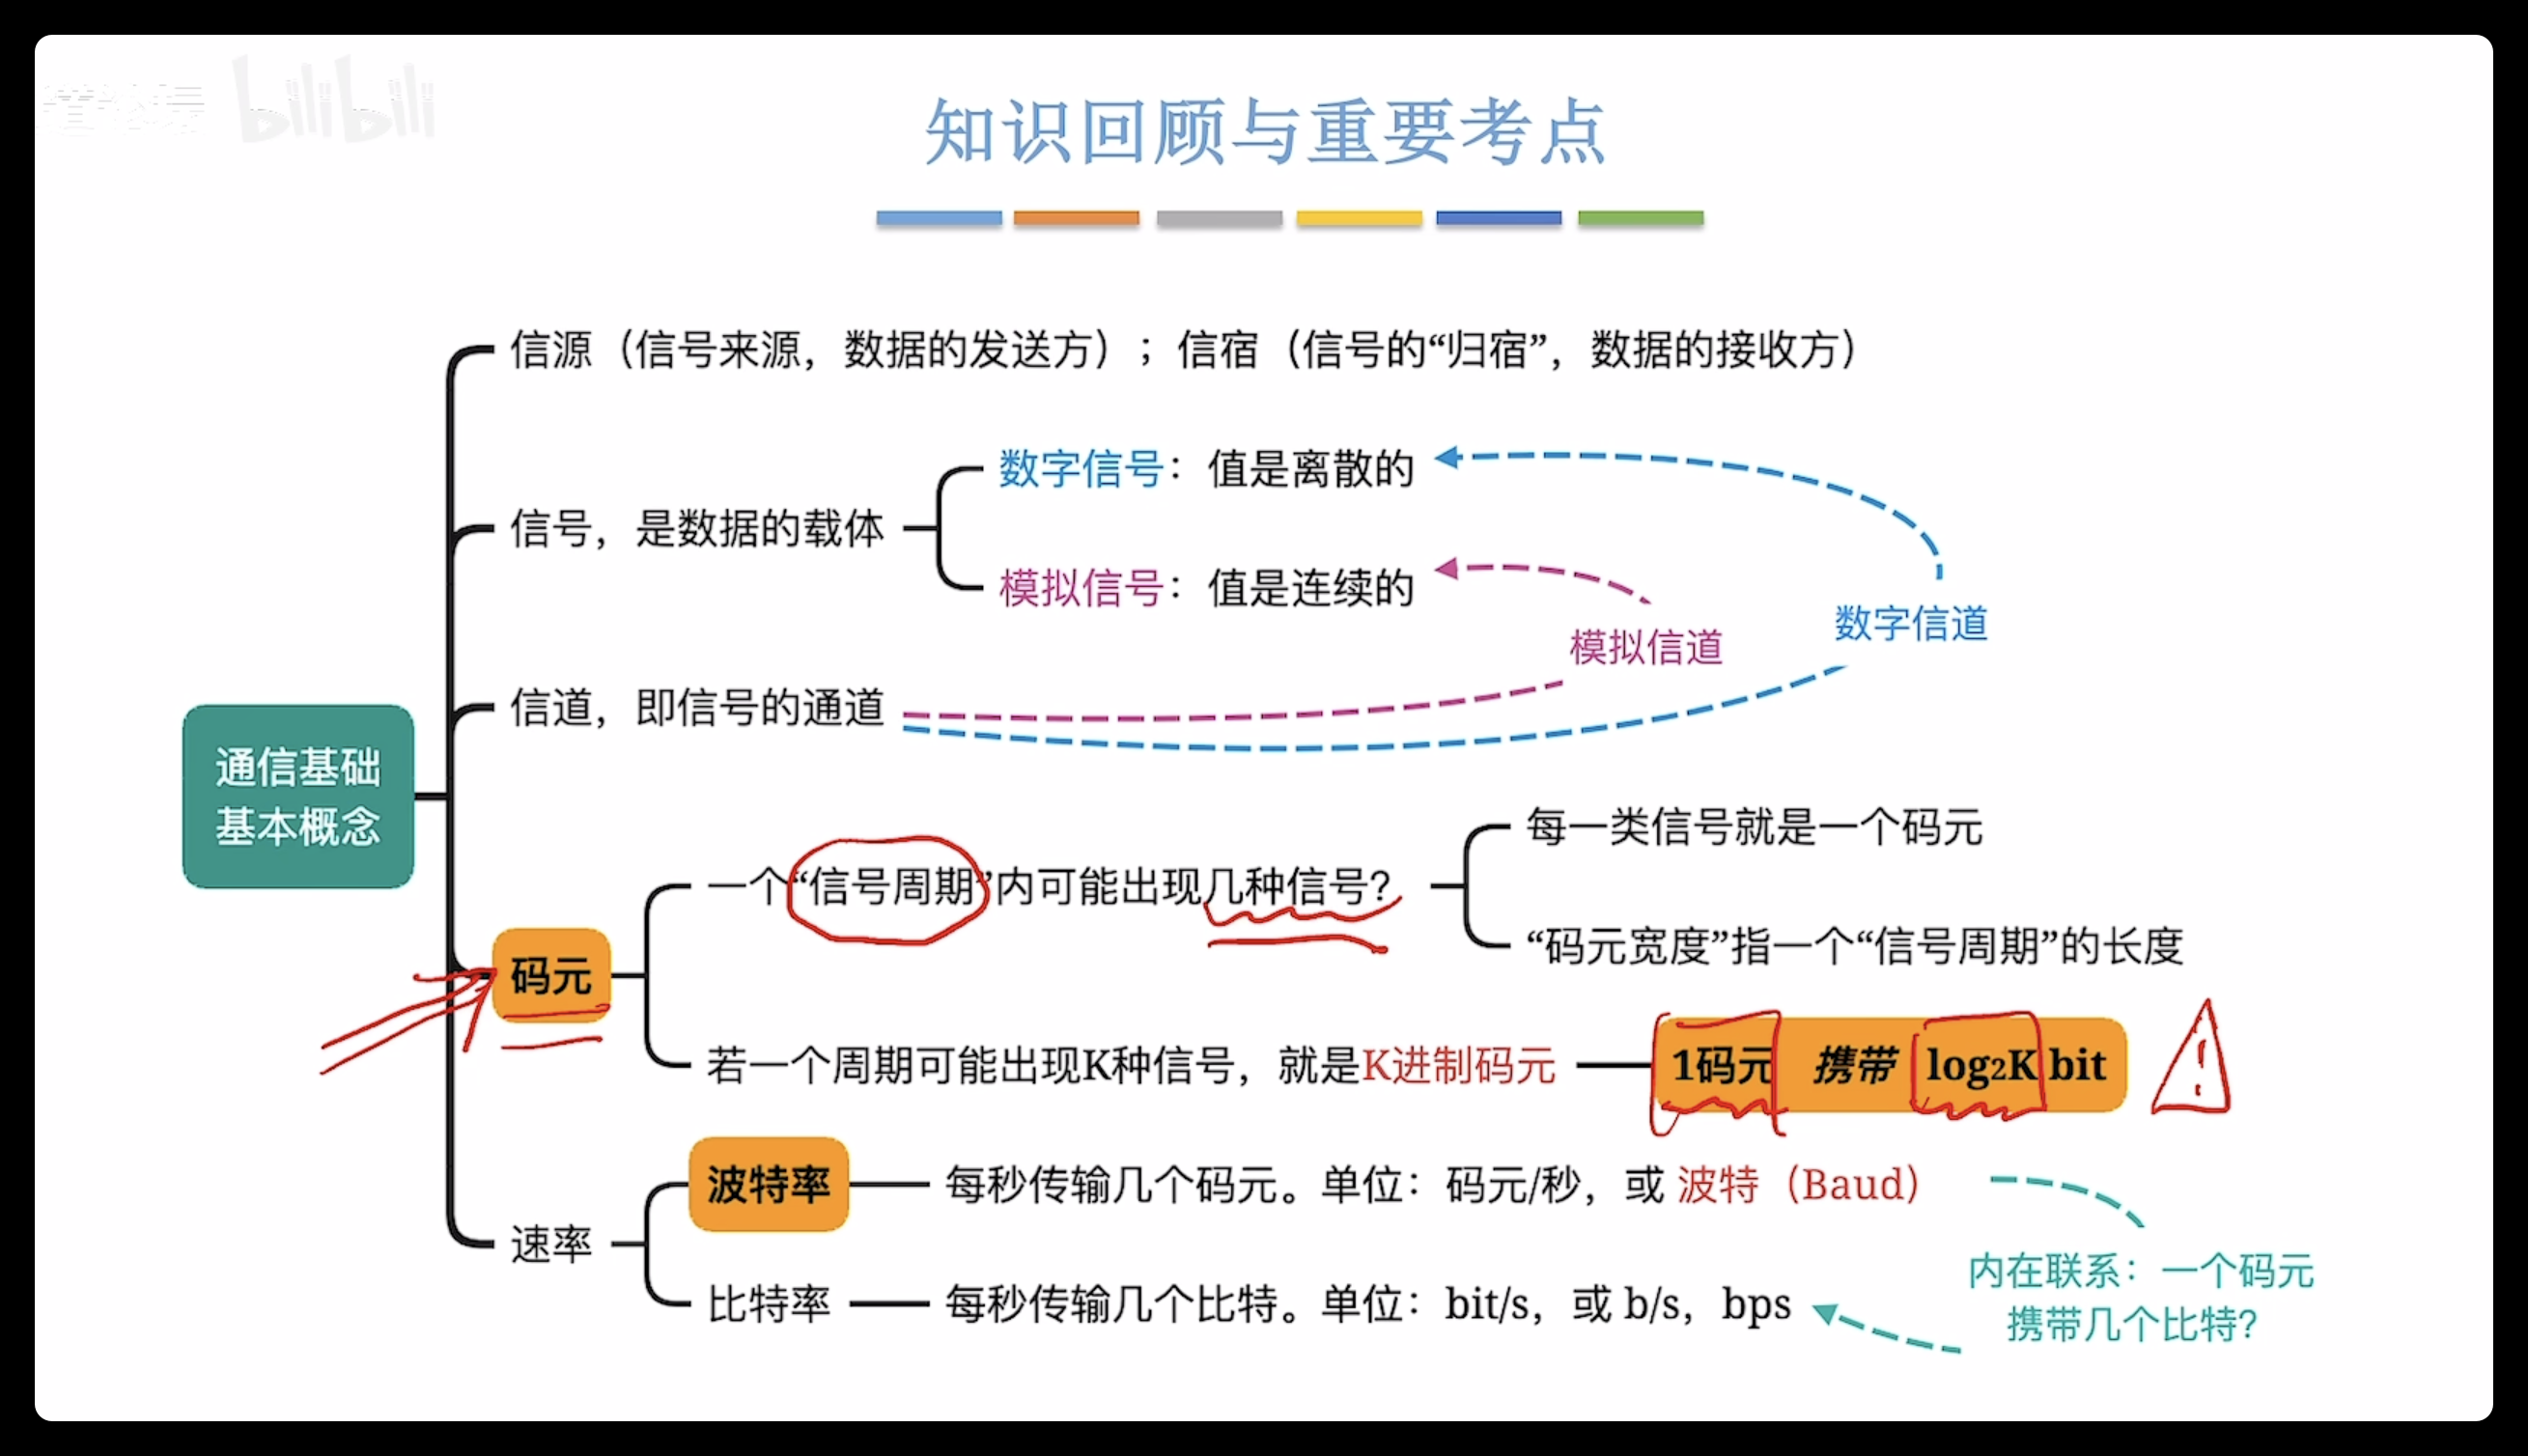 bilibili
知识回顾与重要考点
信源（信号来源，数据的发送方）；信宿（信号的“归宿”，数据的接收方）
信号，是数据的载体
数字信号：值是离散的
模拟信号：值是连续的
信道，即信号的通道
模拟信道
数字信道
通信基础
基本概念
码元
一个“信号周期”内可能出现几种信号？
每一类信号就是一个码元
“码元宽度”指一个“信号周期”的长度
若一个周期可能出现K种信号，就是K进制码元
1码元 携带 log₂K bit
!
速率
波特率
每秒传输几个码元。单位：码元/秒，或 波特（Baud）
比特率
每秒传输几个比特。单位：bit/s，或 b/s，bps
内在联系：一个码元
携带几个比特？